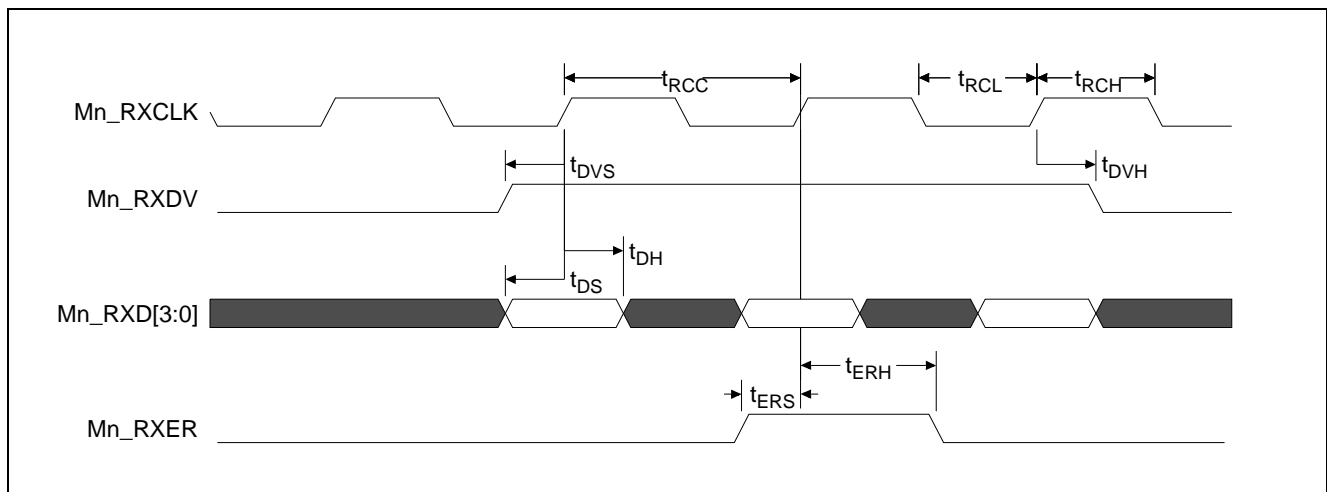 tRCC
tRCL
tRCH
Mn_RXCLK
tDVS
tDVH
Mn_RXDV
tDH
tDS
Mn_RXD[3:0]
tERH
tERS
Mn_RXER